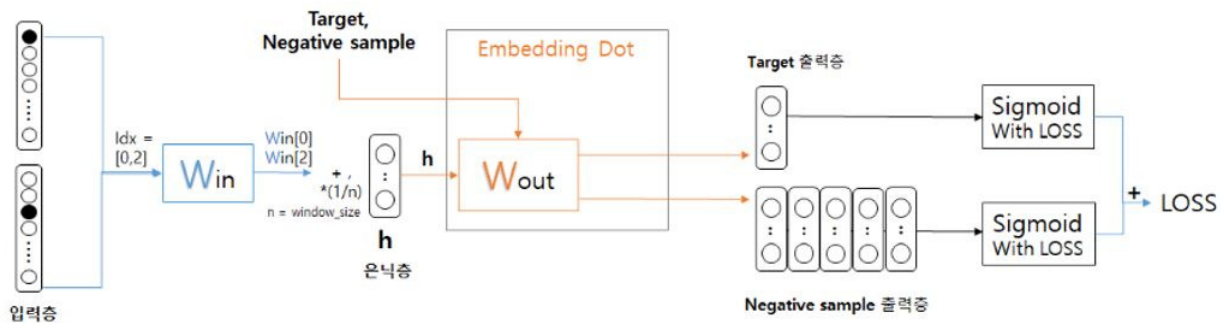 입력층
Idx =
[0,2]
Win
Win[0]
Win[2]
+ ,
*(1/n)
n = window_size
h
은닉층
Target,
Negative sample
h
Embedding Dot
Wout
Target 출력층
Negative sample 출력층
Sigmoid
With LOSS
Sigmoid
With LOSS
+
LOSS